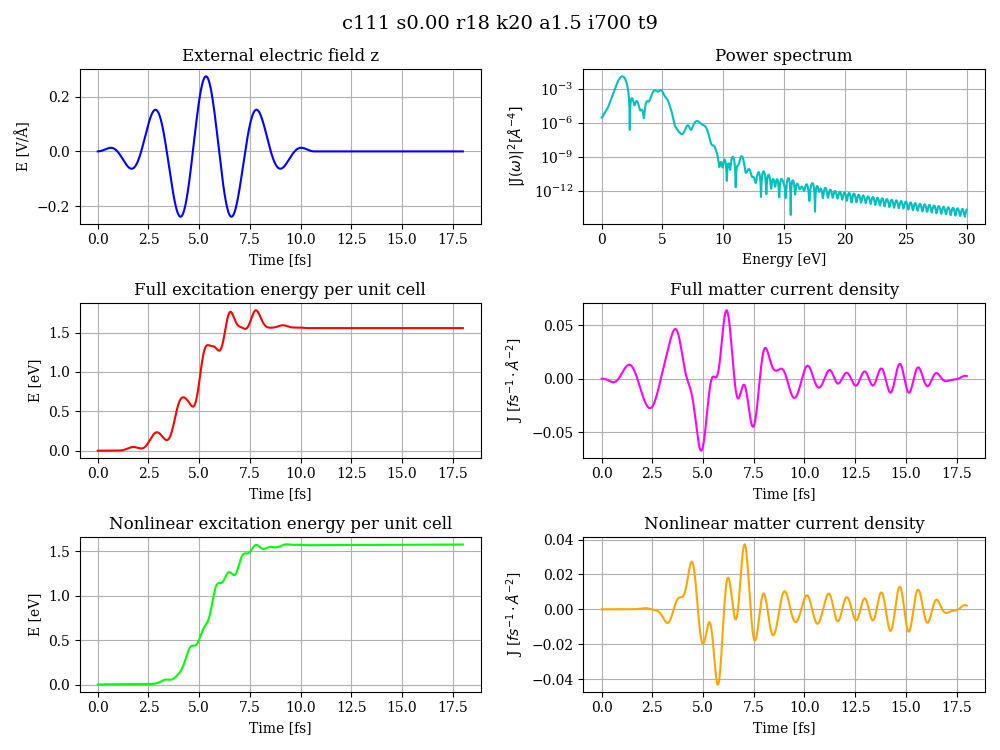 c111 s0.00 r18 k20 a1.5 i700 t9
External electric field z
E [V/Å]
0.2
0.0
−0.2
0.0 2.5 5.0 7.5 10.0 12.5 15.0 17.5
Time [fs]
Power spectrum
|J(ω)|² [Å⁻⁴]
10⁻³
10⁻⁶
10⁻⁹
10⁻¹²
0 5 10 15 20 25 30
Energy [eV]
Full excitation energy per unit cell
E [eV]
1.5
1.0
0.5
0.0
0.0 2.5 5.0 7.5 10.0 12.5 15.0 17.5
Time [fs]
Full matter current density
J [fs⁻¹ · Å⁻²]
0.05
0.00
−0.05
0.0 2.5 5.0 7.5 10.0 12.5 15.0 17.5
Time [fs]
Nonlinear excitation energy per unit cell
E [eV]
1.5
1.0
0.5
0.0
0.0 2.5 5.0 7.5 10.0 12.5 15.0 17.5
Time [fs]
Nonlinear matter current density
J [fs⁻¹ · Å⁻²]
0.04
0.02
0.00
−0.02
−0.04
0.0 2.5 5.0 7.5 10.0 12.5 15.0 17.5
Time [fs]